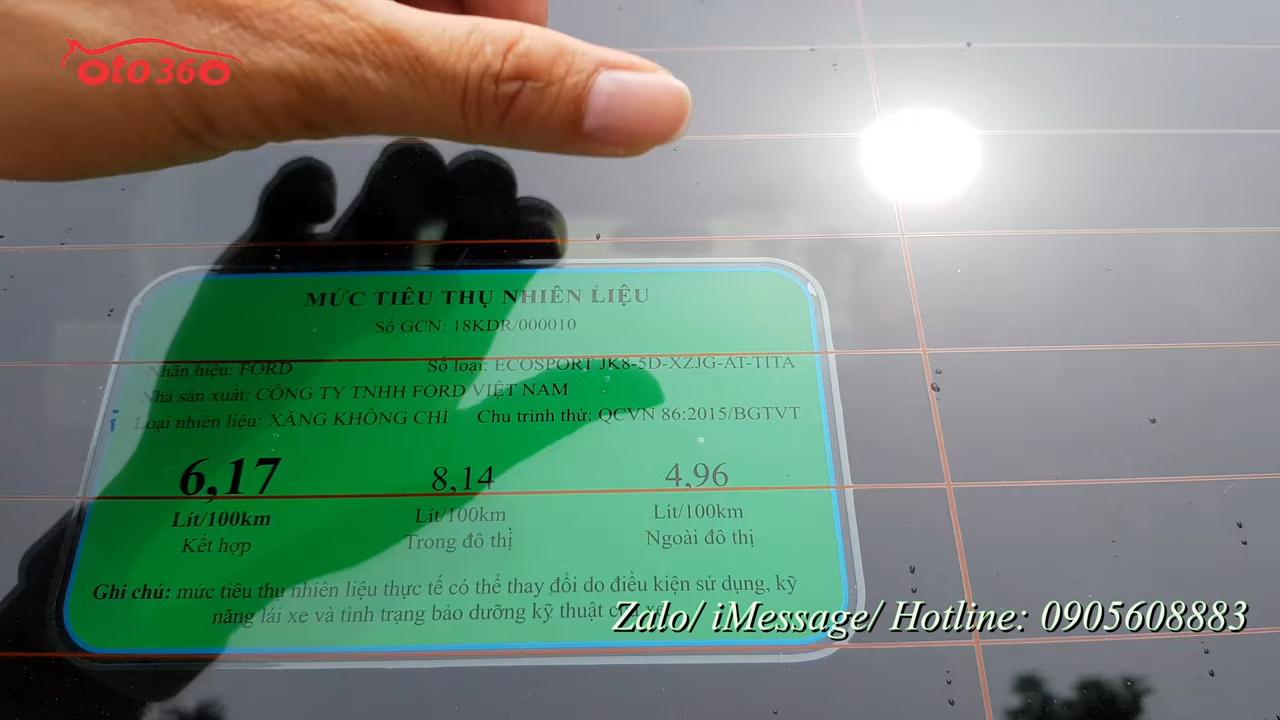 oto360
MỨC TIÊU THỤ NHIÊN LIỆU
Số GCN: 18KDR/000010
Nhãn hiệu: FORD Số loại: ECOSPORT JK8-5D-XZJG-AT-TITA
Nhà sản xuất: CÔNG TY TNHH FORD VIỆT NAM
Loại nhiên liệu: XĂNG KHÔNG CHÌ Chu trình thử: QCVN 86:2015/BGTVT
6,17 8,14 4,96
Lít/100km Lít/100km Lít/100km
Kết hợp Trong đô thị Ngoài đô thị
Ghi chú: mức tiêu thụ nhiên liệu thực tế có thể thay đổi do điều kiện sử dụng, kỹ
năng lái xe và tình trạng bảo dưỡng kỹ thuật
Zalo/ iMessage/ Hotline: 0905608883